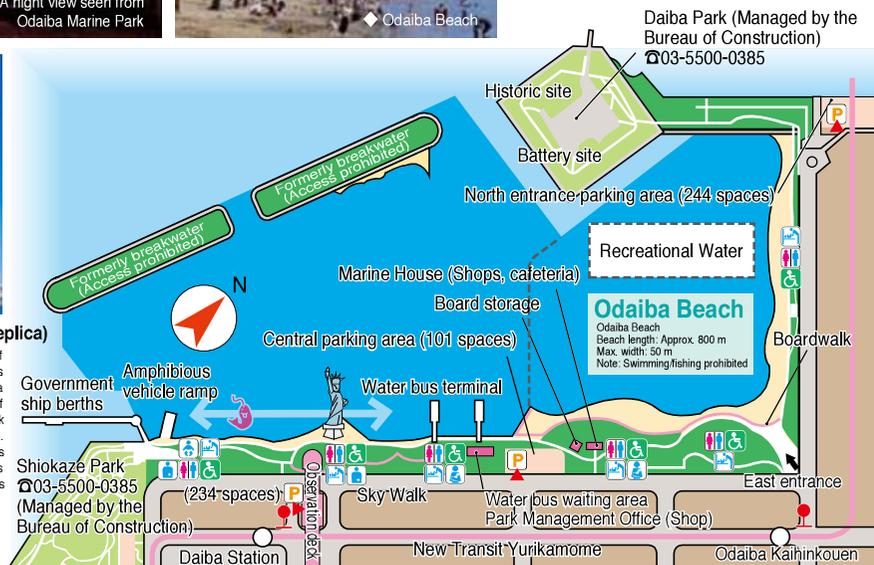 A night view seen from
Odaiba Marine Park
◆ Odaiba Beach
Daiba Park (Managed by the
Bureau of Construction)
☎03-5500-0385
Historic site
Battery site
P
North entrance parking area (244 spaces)
Formerly breakwater
(Access prohibited)
Formerly breakwater
(Access prohibited)
Recreational Water
N
Marine House (Shops, cafeteria)
Board storage
Central parking area (101 spaces)
Odaiba Beach
Odaiba Beach
Beach length: Approx. 800 m
Max. width: 50 m
Note: Swimming/fishing prohibited
Boardwalk
eplica)
Government
ship berths
Amphibious
vehicle ramp
Water bus terminal
Shiokaze Park
☎03-5500-0385
(Managed by the
Bureau of Construction)
(234 spaces)
P
Observation deck
Sky Walk
P
Water bus waiting area
Park Management Office (Shop)
East entrance
Daiba Station
New Transit Yurikamome
Odaiba Kaihinkouen